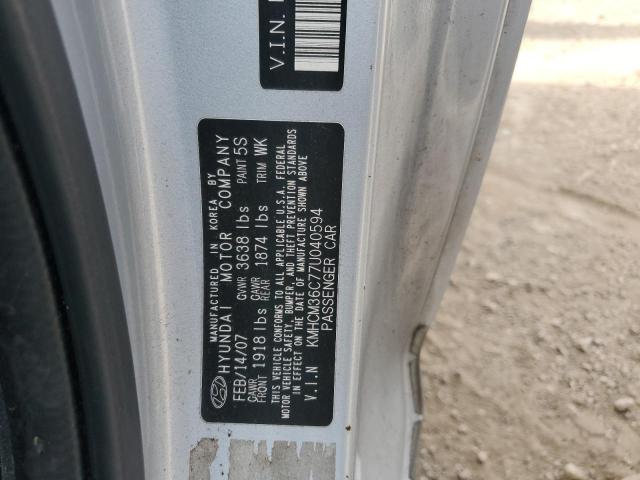 V.I.N.
MANUFACTURED IN KOREA BY
HYUNDAI MOTOR COMPANY
FEB/14/07 GVWR 3638 lbs PAINT 5S
GAWR FRONT 1918 lbs GAWR REAR 1874 lbs TRIM WK
THIS VEHICLE CONFORMS TO ALL APPLICABLE U.S.A. FEDERAL
MOTOR VEHICLE SAFETY, BUMPER, AND THEFT PREVENTION STANDARDS
IN EFFECT ON THE DATE OF MANUFACTURE SHOWN ABOVE
V.I.N KMHCM36C77U040594
PASSENGER CAR